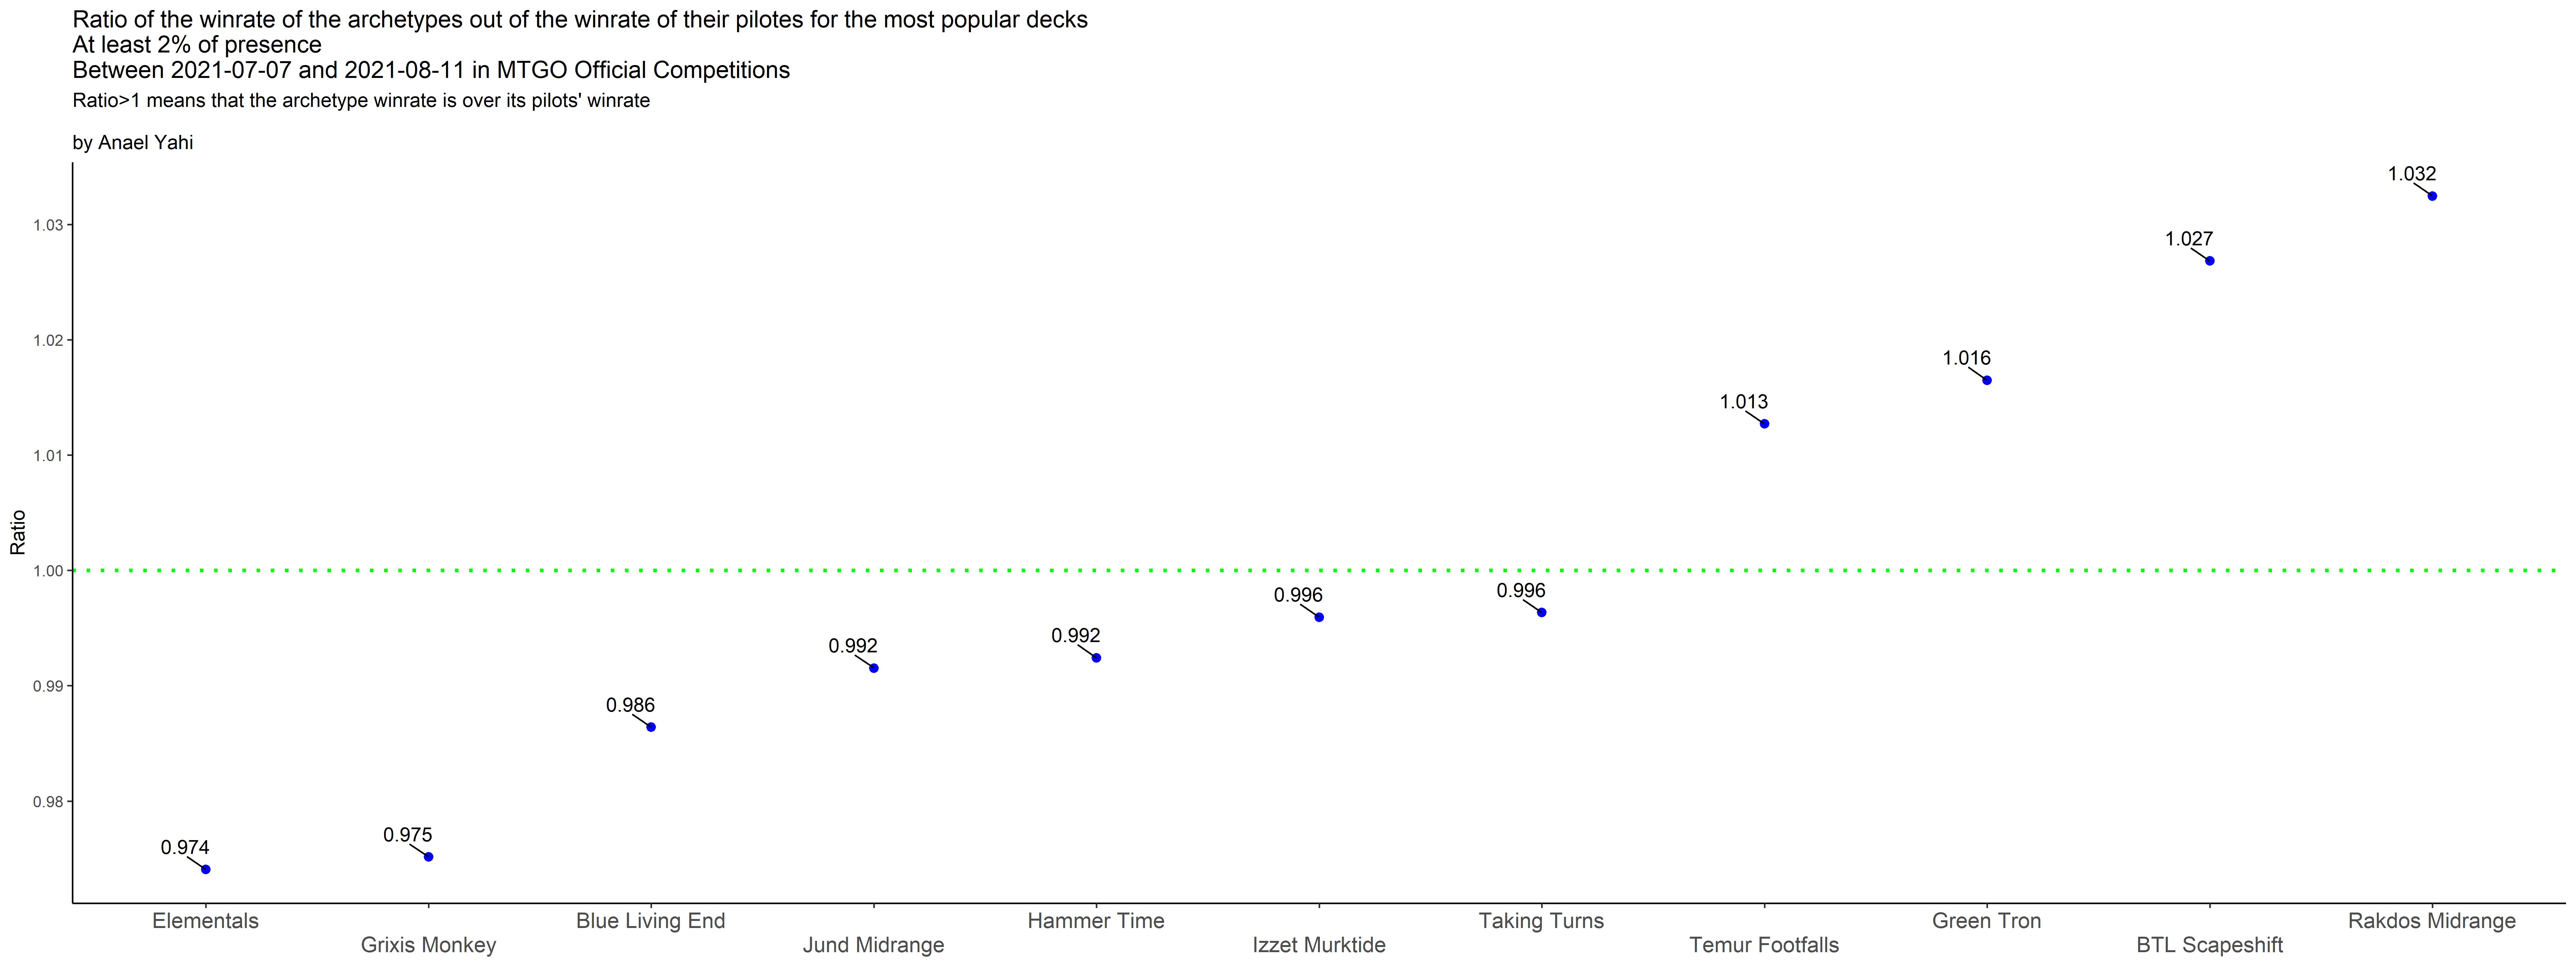 Ratio of the winrate of the archetypes out of the winrate of their pilotes for the most popular decks
At least 2% of presence
Between 2021-07-07 and 2021-08-11 in MTGO Official Competitions
Ratio>1 means that the archetype winrate is over its pilots' winrate
by Anael Yahi
Ratio
1.03
1.02
1.01
1.00
0.99
0.98
0.974
0.975
0.986
0.992
0.992
0.996
0.996
1.013
1.016
1.027
1.032
Elementals
Grixis Monkey
Blue Living End
Jund Midrange
Hammer Time
Izzet Murktide
Taking Turns
Temur Footfalls
Green Tron
BTL Scapeshift
Rakdos Midrange